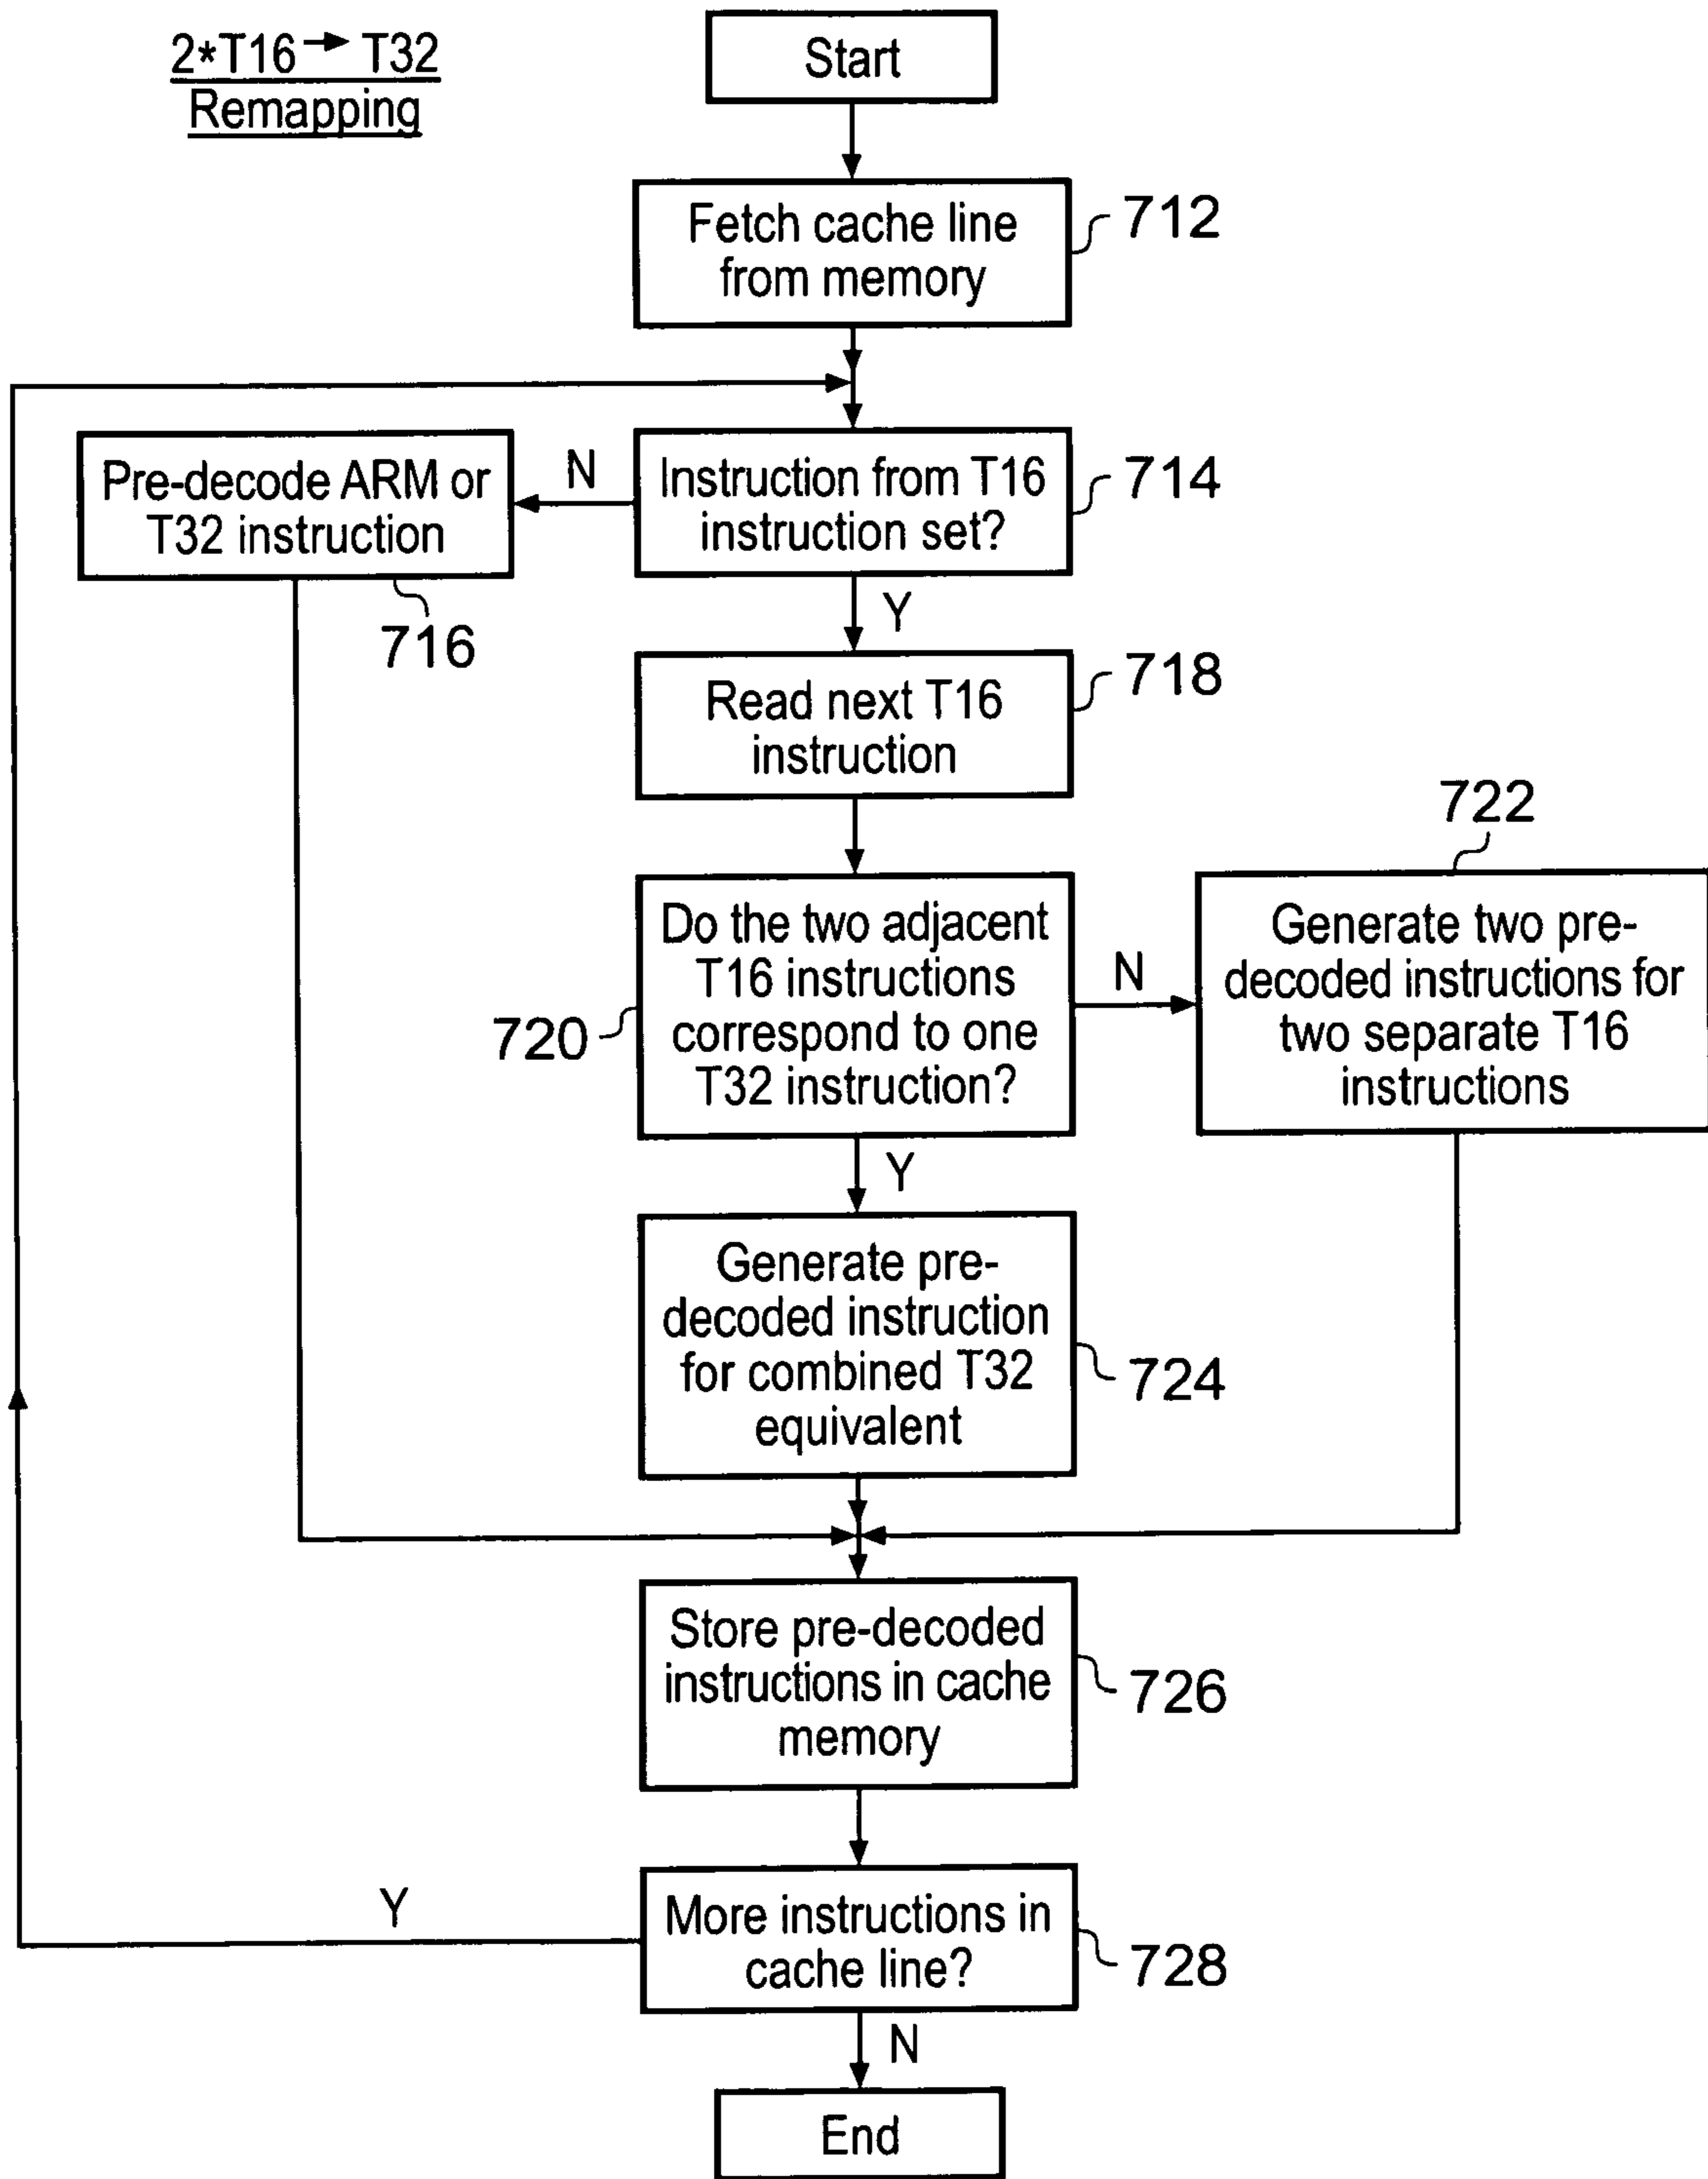 2*T16 → T32
Remapping
Start
Fetch cache line
from memory
712
Instruction from T16
instruction set?
714
N
Pre-decode ARM or
T32 instruction
716
Y
Read next T16
instruction
718
Do the two adjacent
T16 instructions
correspond to one
T32 instruction?
720
N
722
Generate two pre-
decoded instructions for
two separate T16
instructions
Y
Generate pre-
decoded instruction
for combined T32
equivalent
724
Store pre-decoded
instructions in cache
memory
726
More instructions in
cache line?
728
Y
N
End